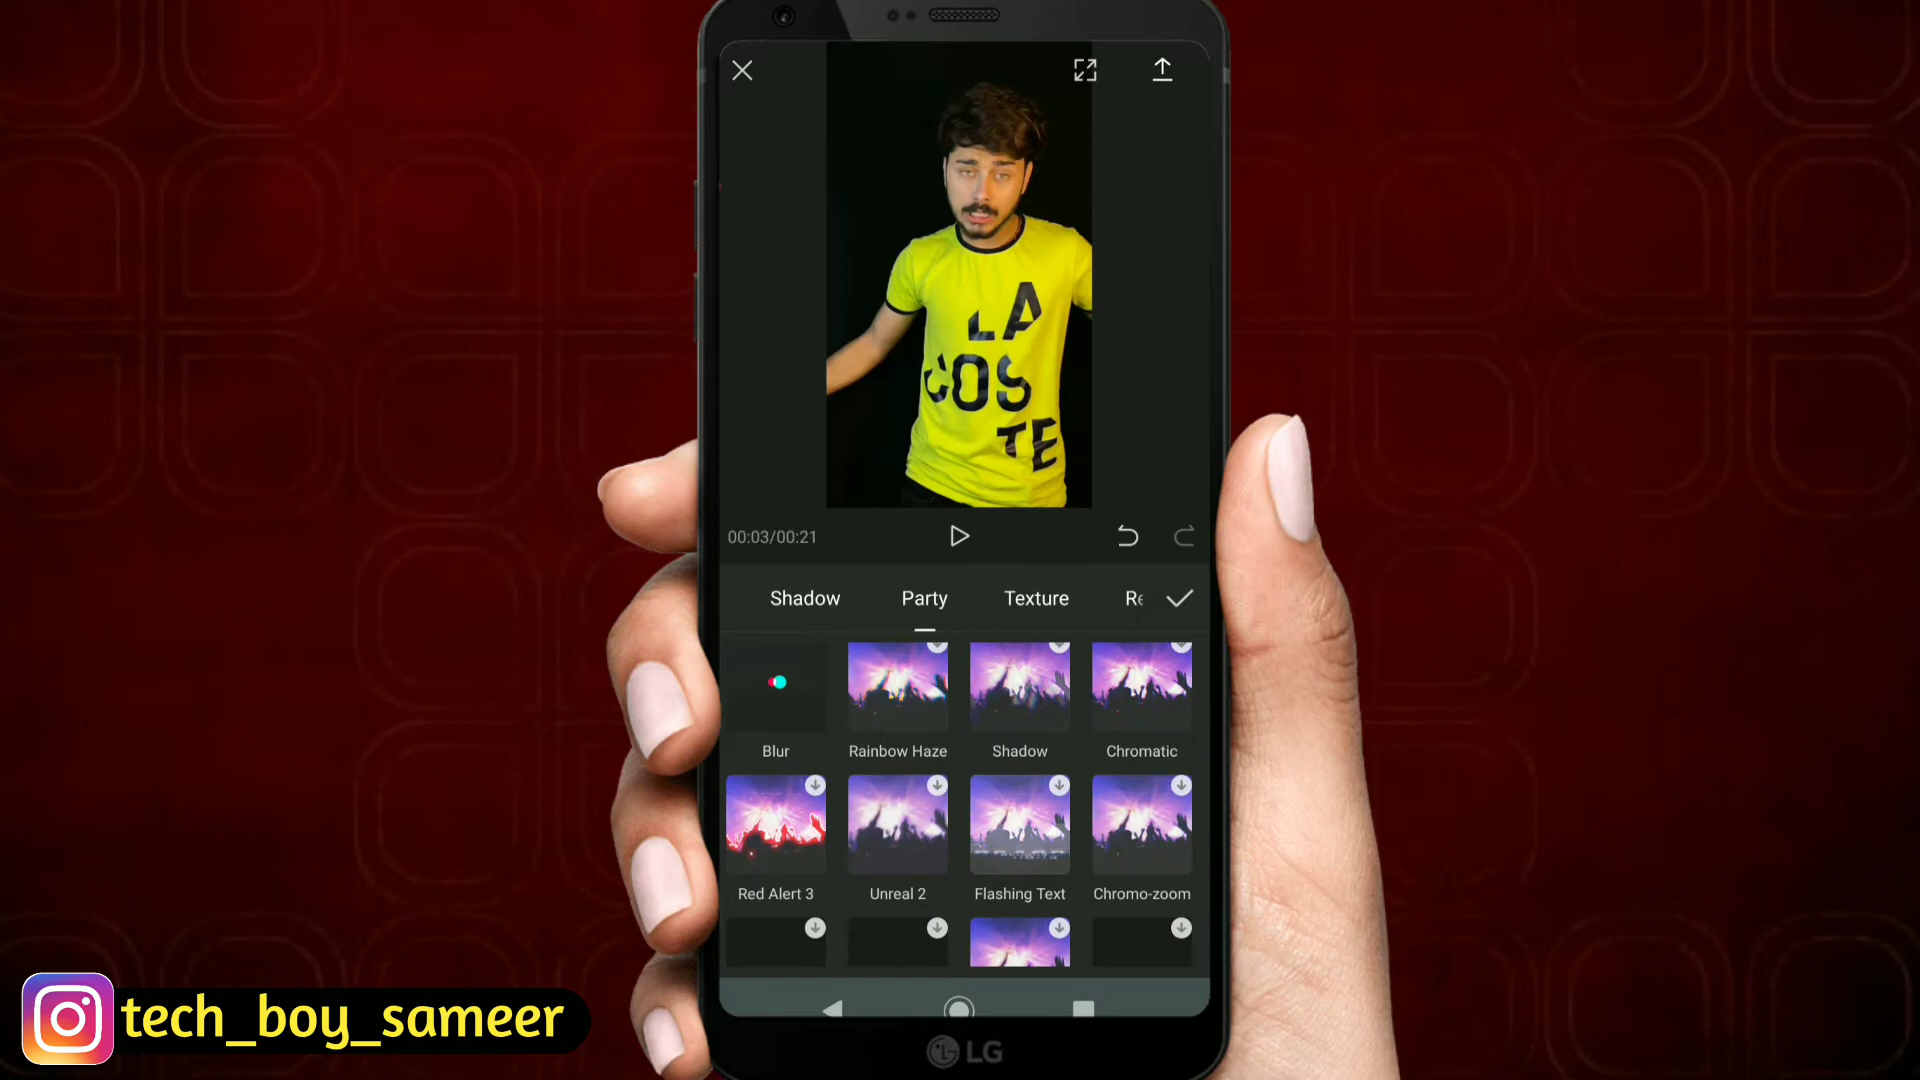 LA
COS
TE
00:03/00:21
Shadow Party Texture Re
Blur Rainbow Haze Shadow Chromatic
Red Alert 3 Unreal 2 Flashing Text Chromo-zoom
tech_boy_sameer
LG